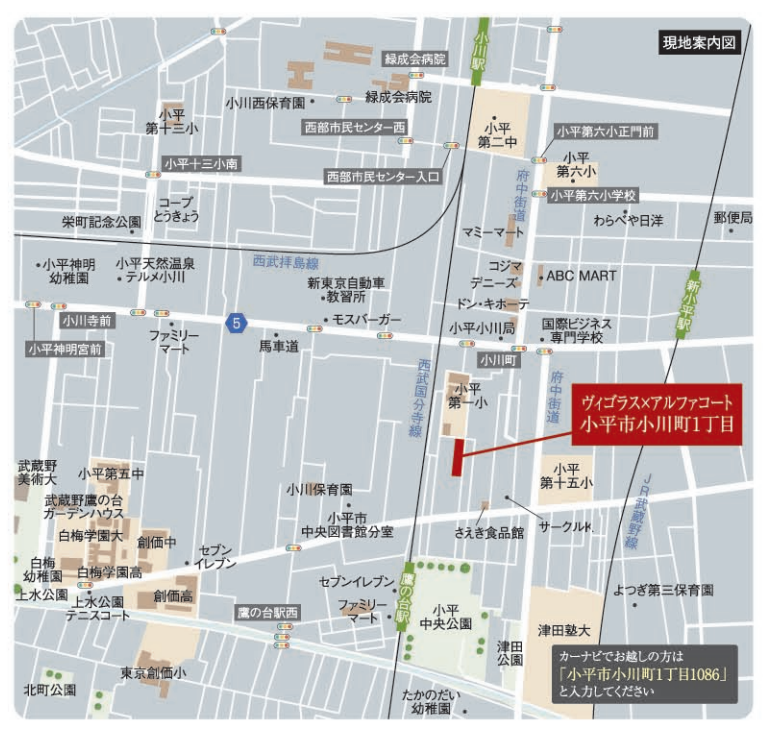 現地案内図
小川駅
緑成会病院
緑成会病院
小川西保育園
小平
第十三小
西部市民センター西
小平
第二中
小平第六小正門前
小平
第六小
小平十三小南
西部市民センター入口
府中街道
小平第六小学校
コープ
とうきょう
栄町記念公園
わらべや日洋
郵便局
マミーマート
西武拝島線
小平神明
幼稚園
小平天然温泉
テルメ小川
コジマ
デニーズ
ABC MART
新小平駅
新東京自動車
教習所
ドン・キホーテ
小川寺前
5
モスバーガー
小平小川局
国際ビジネス
専門学校
ファミリー
マート
馬車道
小平神明宮前
小川町
西武国分寺線
府中街道
小平
第一小
ヴィゴラス×アルファコート
小平市小川町1丁目
武蔵野
美術大
小平第五中
小平
第十五小
JR武蔵野線
武蔵野鷹の台
ガーデンハウス
小川保育園
小平市
中央図書館分室
白梅学園大
創価中
さえき食品館
サークルK
セブン
イレブン
白梅
幼稚園
白梅学園高
鷹の台駅
セブンイレブン
上水公園
上水公園
テニスコート
創価高
鷹の台駅西
ファミリー
マート
小平
中央公園
よつぎ第三保育園
津田塾大
津田
公園
東京創価小
北町公園
たかのだい
幼稚園
カーナビでお越しの方は
「小平市小川町1丁目1086」
と入力してください